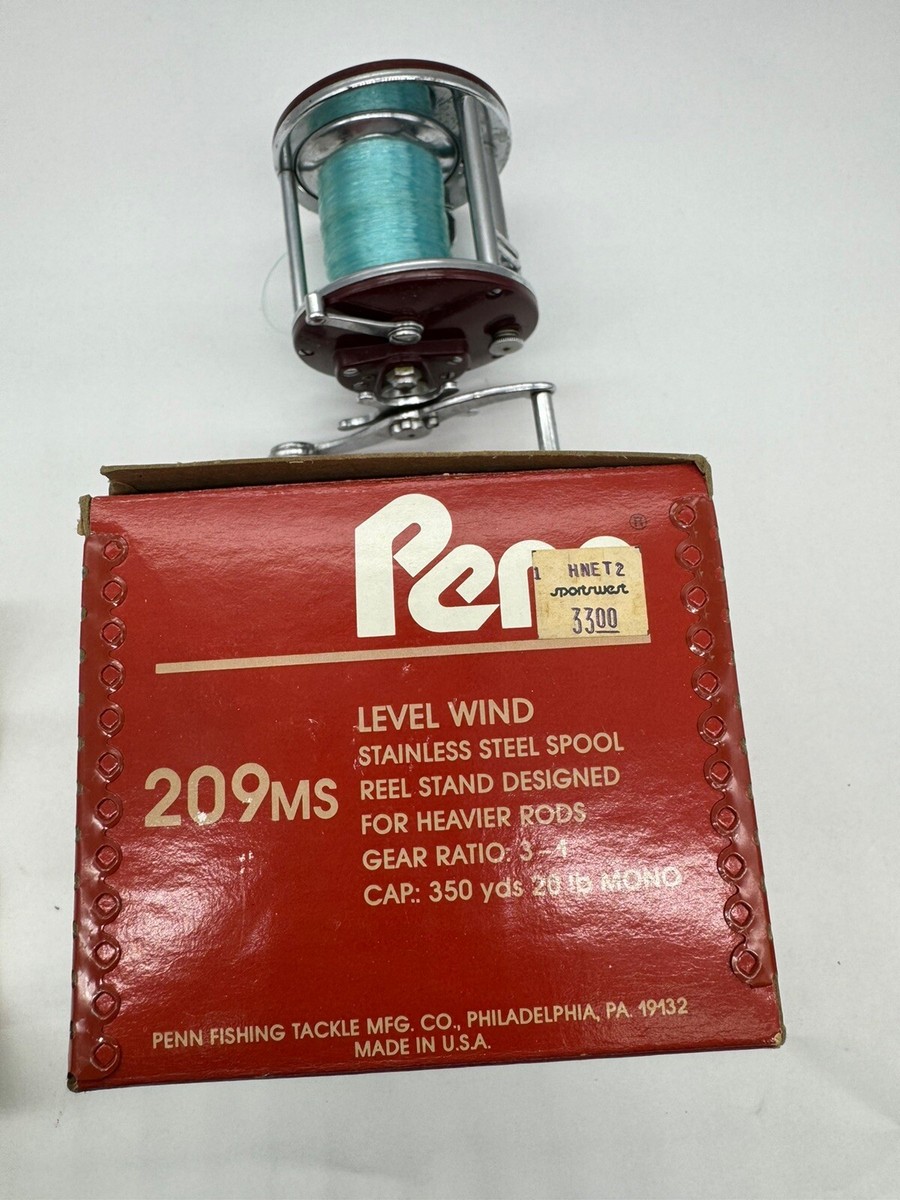 Penn
®
1 HNET2
sportswest
3300
LEVEL WIND
STAINLESS STEEL SPOOL
209MS
REEL STAND DESIGNED
FOR HEAVIER RODS
GEAR RATIO: 3–1
CAP.: 350 yds 20 lb MONO
PENN FISHING TACKLE MFG. CO., PHILADELPHIA, PA. 19132
MADE IN U.S.A.